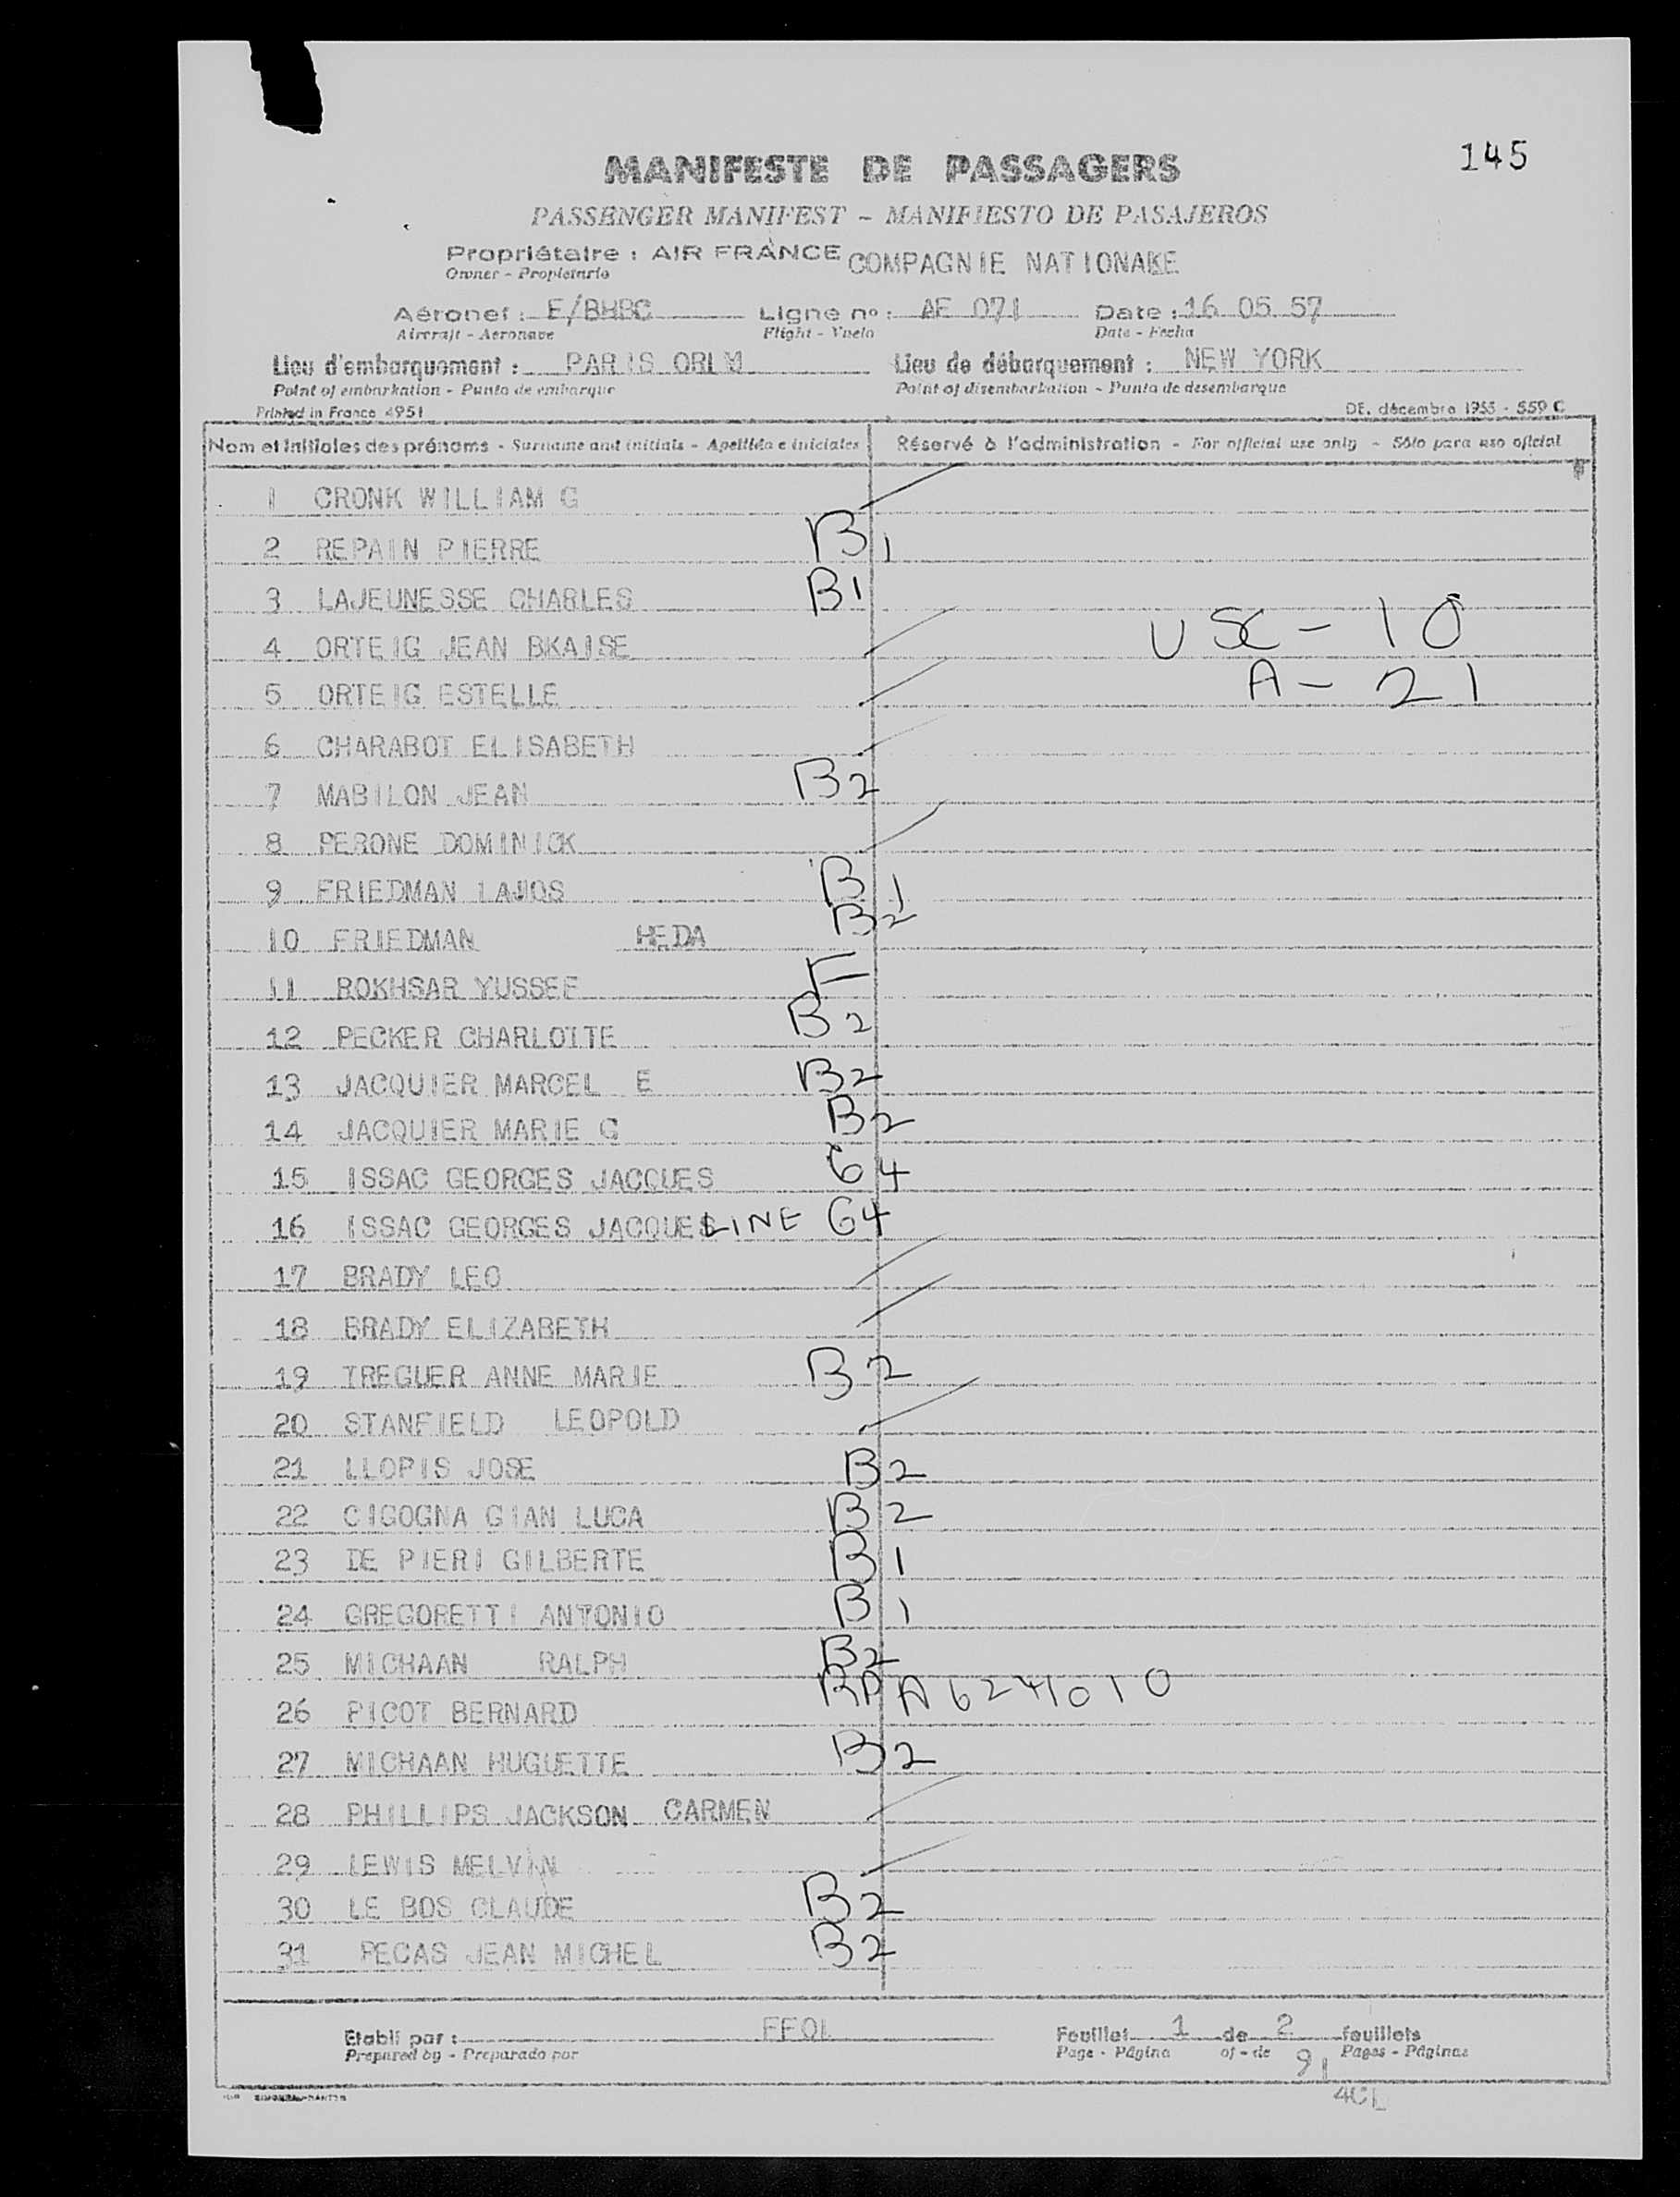 145
MANIFESTE DE PASSAGERS
PASSENGER MANIFEST - MANIFIESTO DE PASAJEROS
Propriétaire : AIR FRANCE COMPAGNIE NATIONAKE
Owner - Propietario
Aéronef : F/BHBC Ligne no : AF 071 Date : 16 05 57
Aircraft - Aeronave Flight - Vuelo Date - Fecha
Lieu d'embarquement : PARIS ORLY Lieu de débarquement : NEW YORK
Point of embarkation - Punto de embarque Point of disembarkation - Punto de desembarque
Printed in France 4951 DE. décembre 1955 - 559 C
Nom et initiales des prénoms - Surname and initials - Apellido e iniciales Réservé à l'administration - For official use only - Sólo para uso oficial
1 CRONK WILLIAM G
2 REPAIN PIERRE B1
3 LAJEUNESSE CHARLES B1
USC - 10
4 ORTEIG JEAN BKAISE
A - 21
5 ORTEIG ESTELLE
6 CHARABOT ELISABETH
7 MABILON JEAN B2
8 PERONE DOMINICK
9 FRIEDMAN LAJOS B1
10 FRIEDMAN HEDA B2
11 ROKHSAR YUSSEF F
12 PECKER CHARLOTTE B2
13 JACQUIER MARCEL E B2
14 JACQUIER MARIE G B2
15 ISSAC GEORGES JACQUES G4
16 ISSAC GEORGES JACQUELINE G4
17 BRADY LEO
18 BRADY ELIZABETH
19 TREGUER ANNE MARIE B2
20 STANFIELD LEOPOLD
21 LLOPIS JOSE B2
22 CICOGNA GIAN LUCA B2
23 DE PIERI GILBERTE B1
24 GREGORETTI ANTONIO B1
25 MICHAAN RALPH B2
26 PICOT BERNARD RP A6241010
27 MICHAAN HUGUETTE B2
28 PHILLIPS JACKSON CARMEN
29 LEWIS MELVIN
30 LE BOS CLAUDE B2
31 PECAS JEAN MICHEL B2
Etabli par : FFOL Feuillet 1 de 2 feuillets
Prepared by - Preparado por Page - Página of - de Pages - Páginas
91